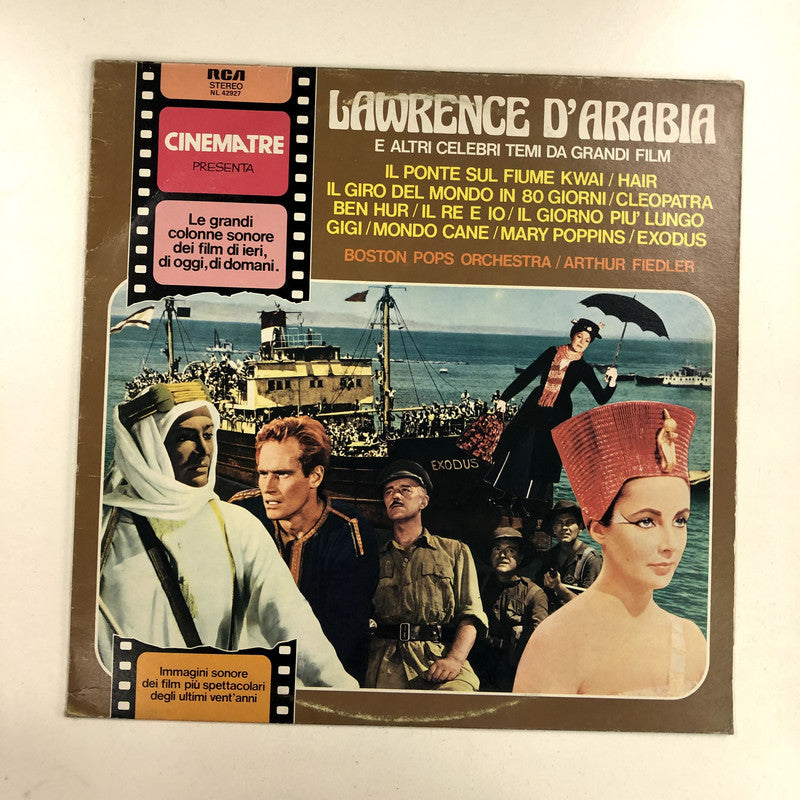 RCA
STEREO
NL 42927
CINEMATRE
PRESENTA
Le grandi
colonne sonore
dei film di ieri,
di oggi, di domani.
LAWRENCE D'ARABIA
E ALTRI CELEBRI TEMI DA GRANDI FILM
IL PONTE SUL FIUME KWAI / HAIR
IL GIRO DEL MONDO IN 80 GIORNI / CLEOPATRA
BEN HUR / IL RE E IO / IL GIORNO PIU' LUNGO
GIGI / MONDO CANE / MARY POPPINS / EXODUS
BOSTON POPS ORCHESTRA / ARTHUR FIEDLER
EXODUS
Immagini sonore
dei film più spettacolari
degli ultimi vent'anni